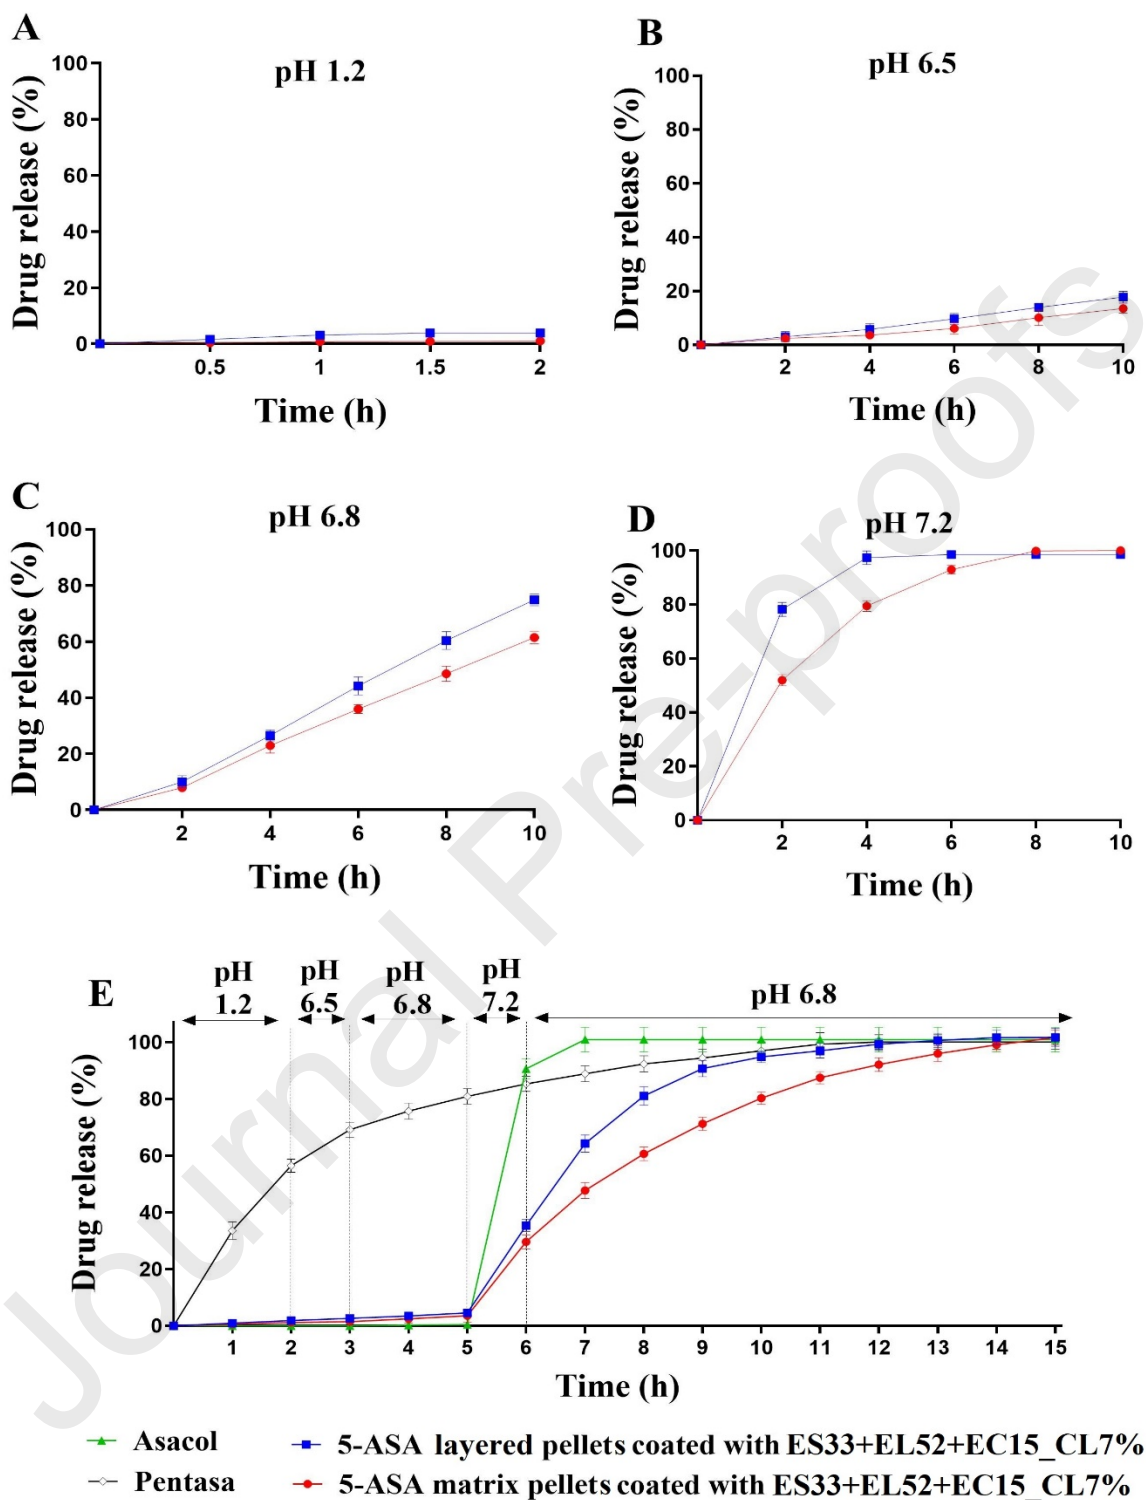 A
pH 1.2
Drug release (%)
100
80
60
40
20
0
0.5 1 1.5 2
Time (h)
B
pH 6.5
Drug release (%)
100
80
60
40
20
0
2 4 6 8 10
Time (h)
C
pH 6.8
Drug release (%)
100
80
60
40
20
0
2 4 6 8 10
Time (h)
D
pH 7.2
Drug release (%)
100
80
60
40
20
0
2 4 6 8 10
Time (h)
E
pH
1.2
pH
6.5
pH
6.8
pH
7.2
pH 6.8
Drug release (%)
100
80
60
40
20
0
1 2 3 4 5 6 7 8 9 10 11 12 13 14 15
Time (h)
Asacol
Pentasa
5-ASA layered pellets coated with ES33+EL52+EC15_CL7%
5-ASA matrix pellets coated with ES33+EL52+EC15_CL7%
Journal Pre-proofs